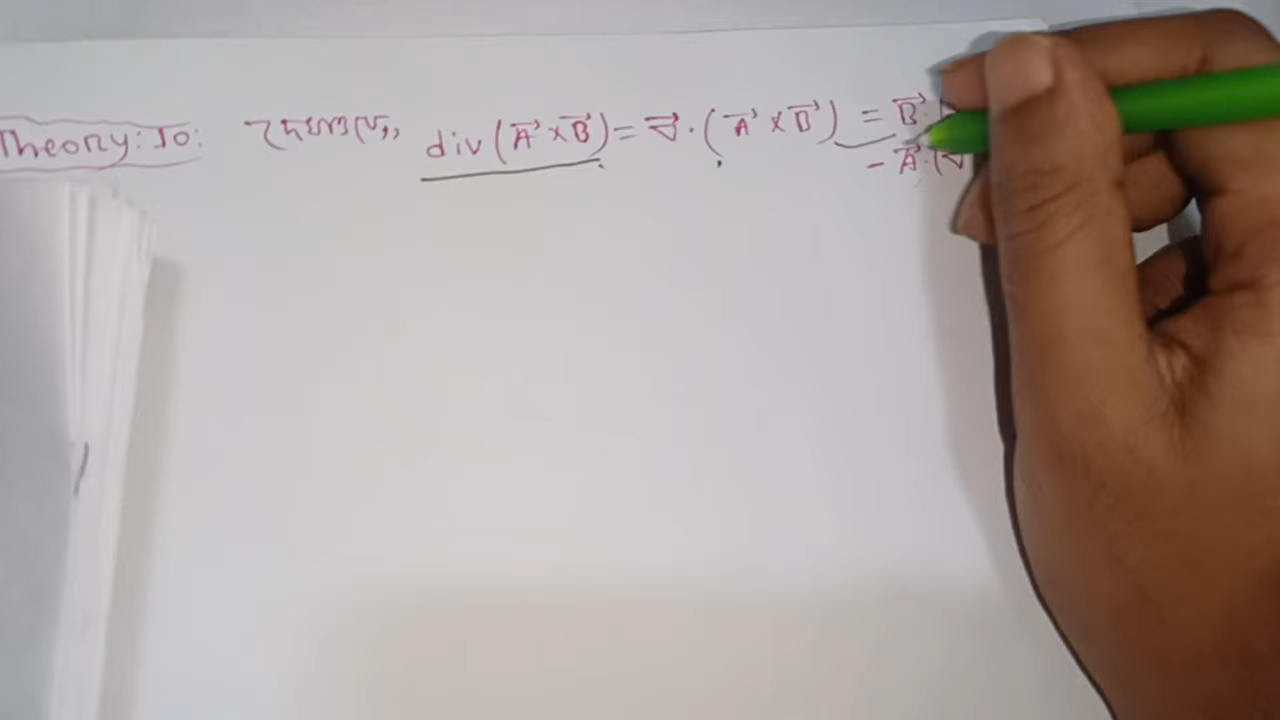 Theory: 10: দেখাও যে, div(A⃗ × B⃗) = ∇⃗ · (A⃗ × B⃗) = B⃗ ·
- A⃗ · (∇